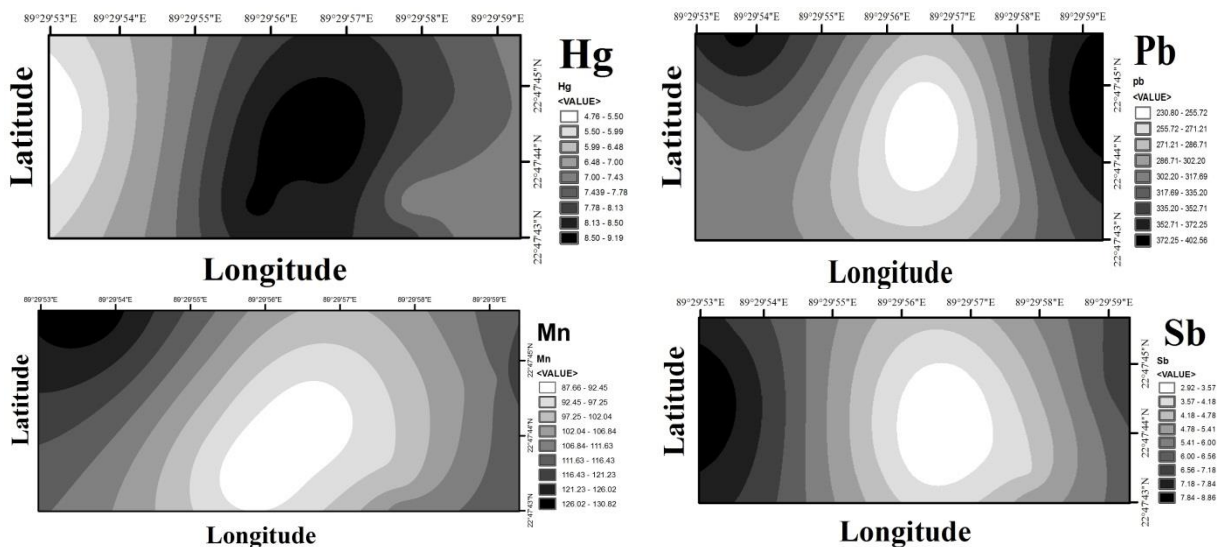 89°29'53"E 89°29'54"E 89°29'55"E 89°29'56"E 89°29'57"E 89°29'58"E 89°29'59"E
Hg
Hg
<VALUE>
4.76 - 5.50
5.50 - 5.99
5.99 - 6.48
6.48 - 7.00
7.00 - 7.43
7.439 - 7.78
7.78 - 8.13
8.13 - 8.50
8.50 - 9.19
22°47'45"N
22°47'44"N
22°47'43"N
Latitude
Longitude
89°29'53"E 89°29'54"E 89°29'55"E 89°29'56"E 89°29'57"E 89°29'58"E 89°29'59"E
Pb
pb
<VALUE>
230.80 - 255.72
255.72 - 271.21
271.21 - 286.71
286.71 - 302.20
302.20 - 317.69
317.69 - 335.20
335.20 - 352.71
352.71 - 372.25
372.25 - 402.56
22°47'45"N
22°47'44"N
22°47'43"N
Latitude
Longitude
89°29'53"E 89°29'54"E 89°29'55"E 89°29'56"E 89°29'57"E 89°29'58"E 89°29'59"E
Mn
Mn
<VALUE>
87.66 - 92.45
92.45 - 97.25
97.25 - 102.04
102.04 - 106.84
106.84- 111.63
111.63 - 116.43
116.43 - 121.23
121.23 - 126.02
126.02 - 130.82
22°47'45"N
22°47'44"N
22°47'43"N
Latitude
Longitude
89°29'53"E 89°29'54"E 89°29'55"E 89°29'56"E 89°29'57"E 89°29'58"E 89°29'59"E
Sb
Sb
<VALUE>
2.92 - 3.57
3.57 - 4.18
4.18 - 4.78
4.78 - 5.41
5.41 - 6.00
6.00 - 6.56
6.56 - 7.18
7.18 - 7.84
7.84 - 8.86
22°47'45"N
22°47'44"N
22°47'43"N
Latitude
Longitude